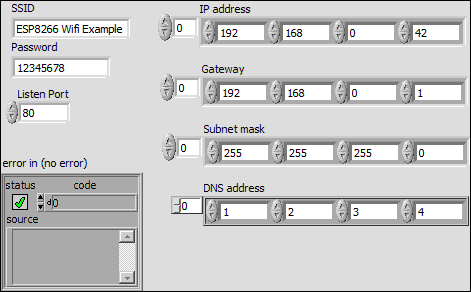 SSID
ESP8266 Wifi Example
Password
12345678
Listen Port
80
IP address
0 192 168 0 42
Gateway
0 192 168 0 1
Subnet mask
0 255 255 255 0
DNS address
0 1 2 3 4
error in (no error)
status code
d0
source